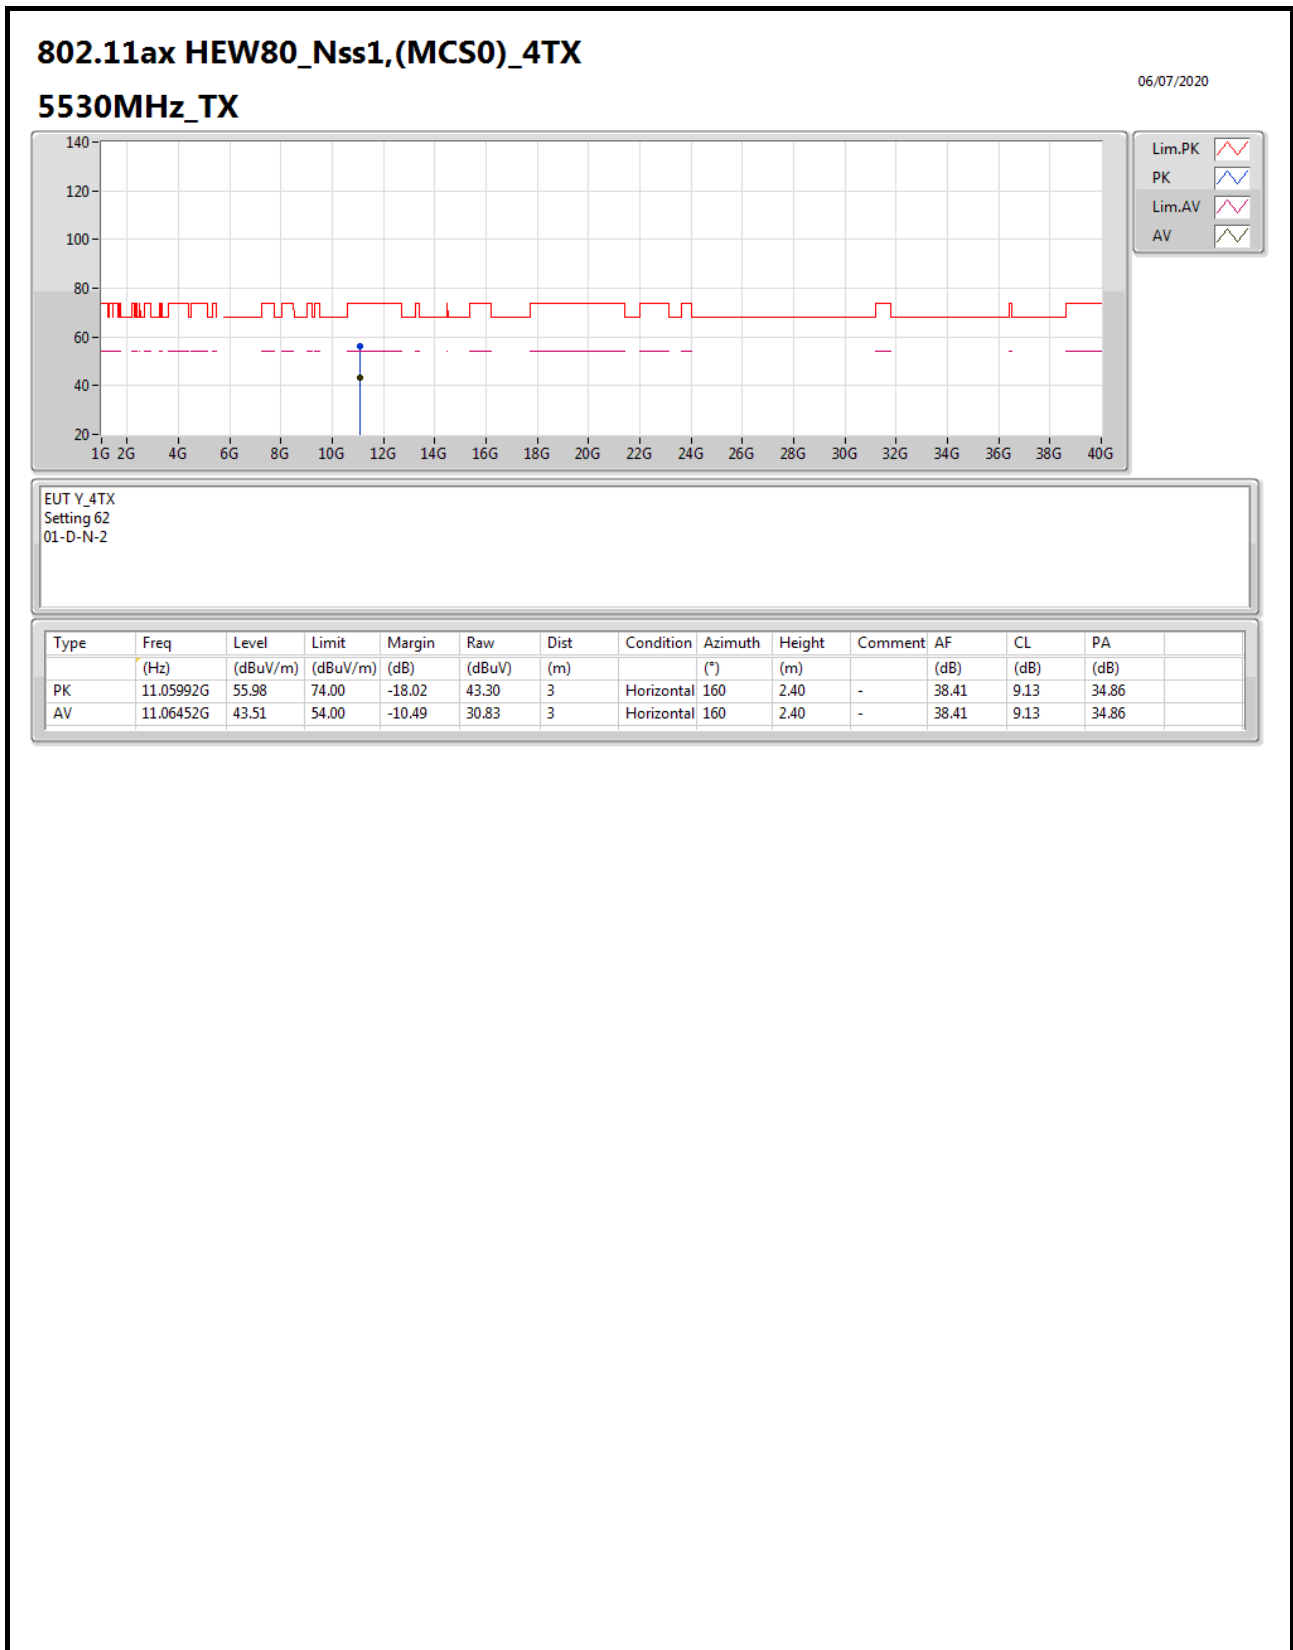 802.11ax HEW80_Nss1,(MCS0)_4TX
06/07/2020
5530MHz_TX
140
120
100
80
60
40
20
1G 2G 4G 6G 8G 10G 12G 14G 16G 18G 20G 22G 24G 26G 28G 30G 32G 34G 36G 38G 40G
Lim.PK
PK
Lim.AV
AV
EUT Y_4TX
Setting 62
01-D-N-2
Type Freq Level Limit Margin Raw Dist Condition Azimuth Height Comment AF CL PA
(Hz) (dBuV/m) (dBuV/m) (dB) (dBuV) (m) (°) (m) (dB) (dB) (dB)
PK 11.05992G 55.98 74.00 -18.02 43.30 3 Horizontal 160 2.40 - 38.41 9.13 34.86
AV 11.06452G 43.51 54.00 -10.49 30.83 3 Horizontal 160 2.40 - 38.41 9.13 34.86